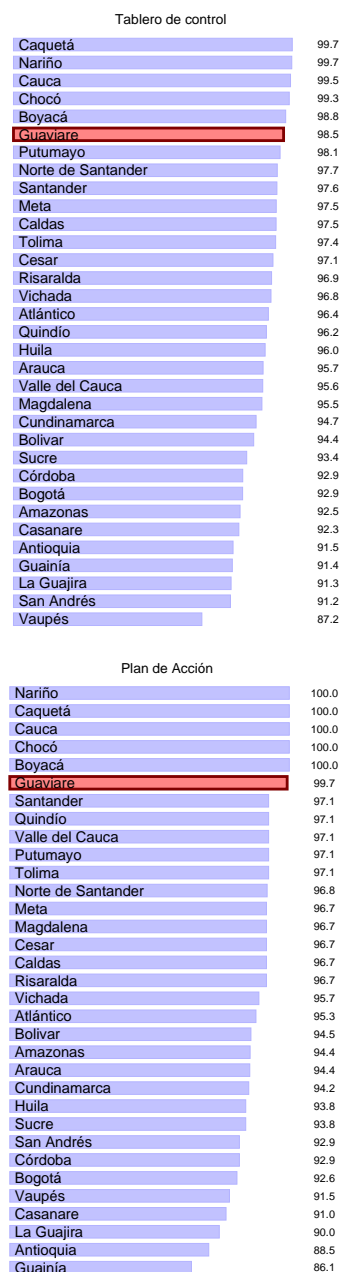 Tablero de control
Caquetá 99.7
Nariño 99.7
Cauca 99.5
Chocó 99.3
Boyacá 98.8
Guaviare 98.5
Putumayo 98.1
Norte de Santander 97.7
Santander 97.6
Meta 97.5
Caldas 97.5
Tolima 97.4
Cesar 97.1
Risaralda 96.9
Vichada 96.8
Atlántico 96.4
Quindío 96.2
Huila 96.0
Arauca 95.7
Valle del Cauca 95.6
Magdalena 95.5
Cundinamarca 94.7
Bolivar 94.4
Sucre 93.4
Córdoba 92.9
Bogotá 92.9
Amazonas 92.5
Casanare 92.3
Antioquia 91.5
Guainía 91.4
La Guajira 91.3
San Andrés 91.2
Vaupés 87.2
Plan de Acción
Nariño 100.0
Caquetá 100.0
Cauca 100.0
Chocó 100.0
Boyacá 100.0
Guaviare 99.7
Santander 97.1
Quindío 97.1
Valle del Cauca 97.1
Putumayo 97.1
Tolima 97.1
Norte de Santander 96.8
Meta 96.7
Magdalena 96.7
Cesar 96.7
Caldas 96.7
Risaralda 96.7
Vichada 95.7
Atlántico 95.3
Bolivar 94.5
Amazonas 94.4
Arauca 94.4
Cundinamarca 94.2
Huila 93.8
Sucre 93.8
San Andrés 92.9
Córdoba 92.9
Bogotá 92.6
Vaupés 91.5
Casanare 91.0
La Guajira 90.0
Antioquia 88.5
Guainía 86.1